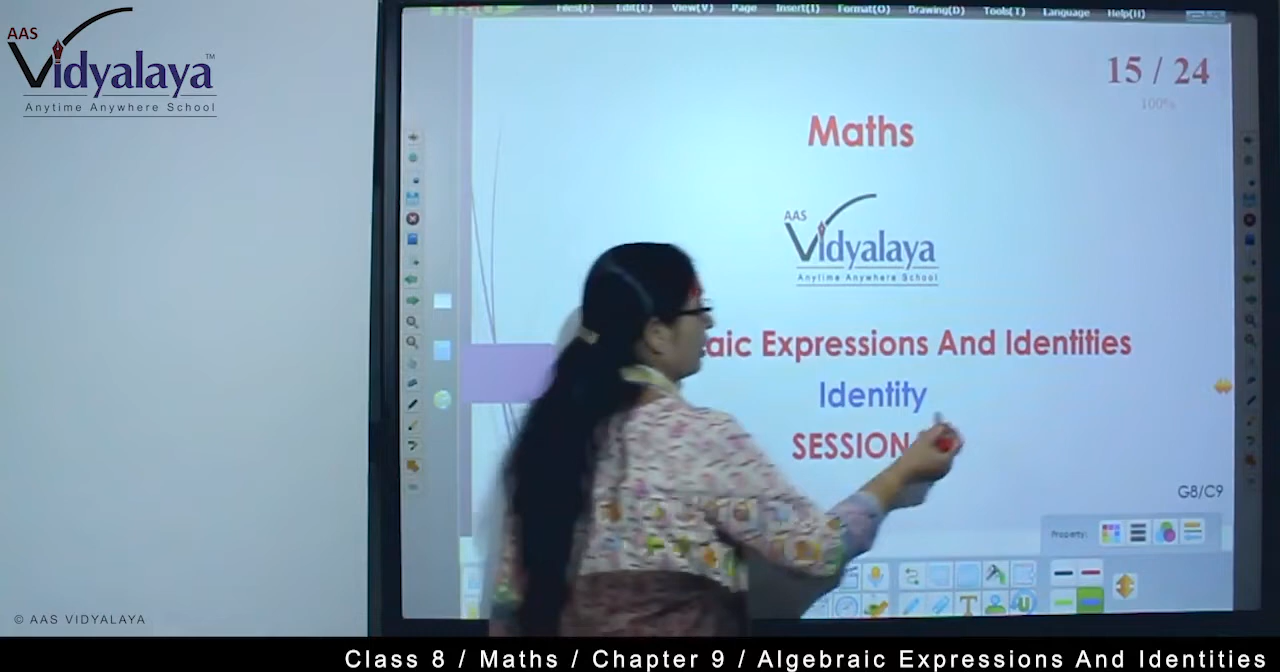 AAS
Vidyalaya TM
Anytime Anywhere School
Files(F) Edit(E) View(V) Page Insert(I) Format(O) Drawing(D) Tools(T) Language Help(H)
15 / 24
100%
Maths
AAS
Vidyalaya
Anytime Anywhere School
aic Expressions And Identities
Identity
SESSION
G8/C9
Property:
© AAS VIDYALAYA
Class 8 / Maths / Chapter 9 / Algebraic Expressions And Identities